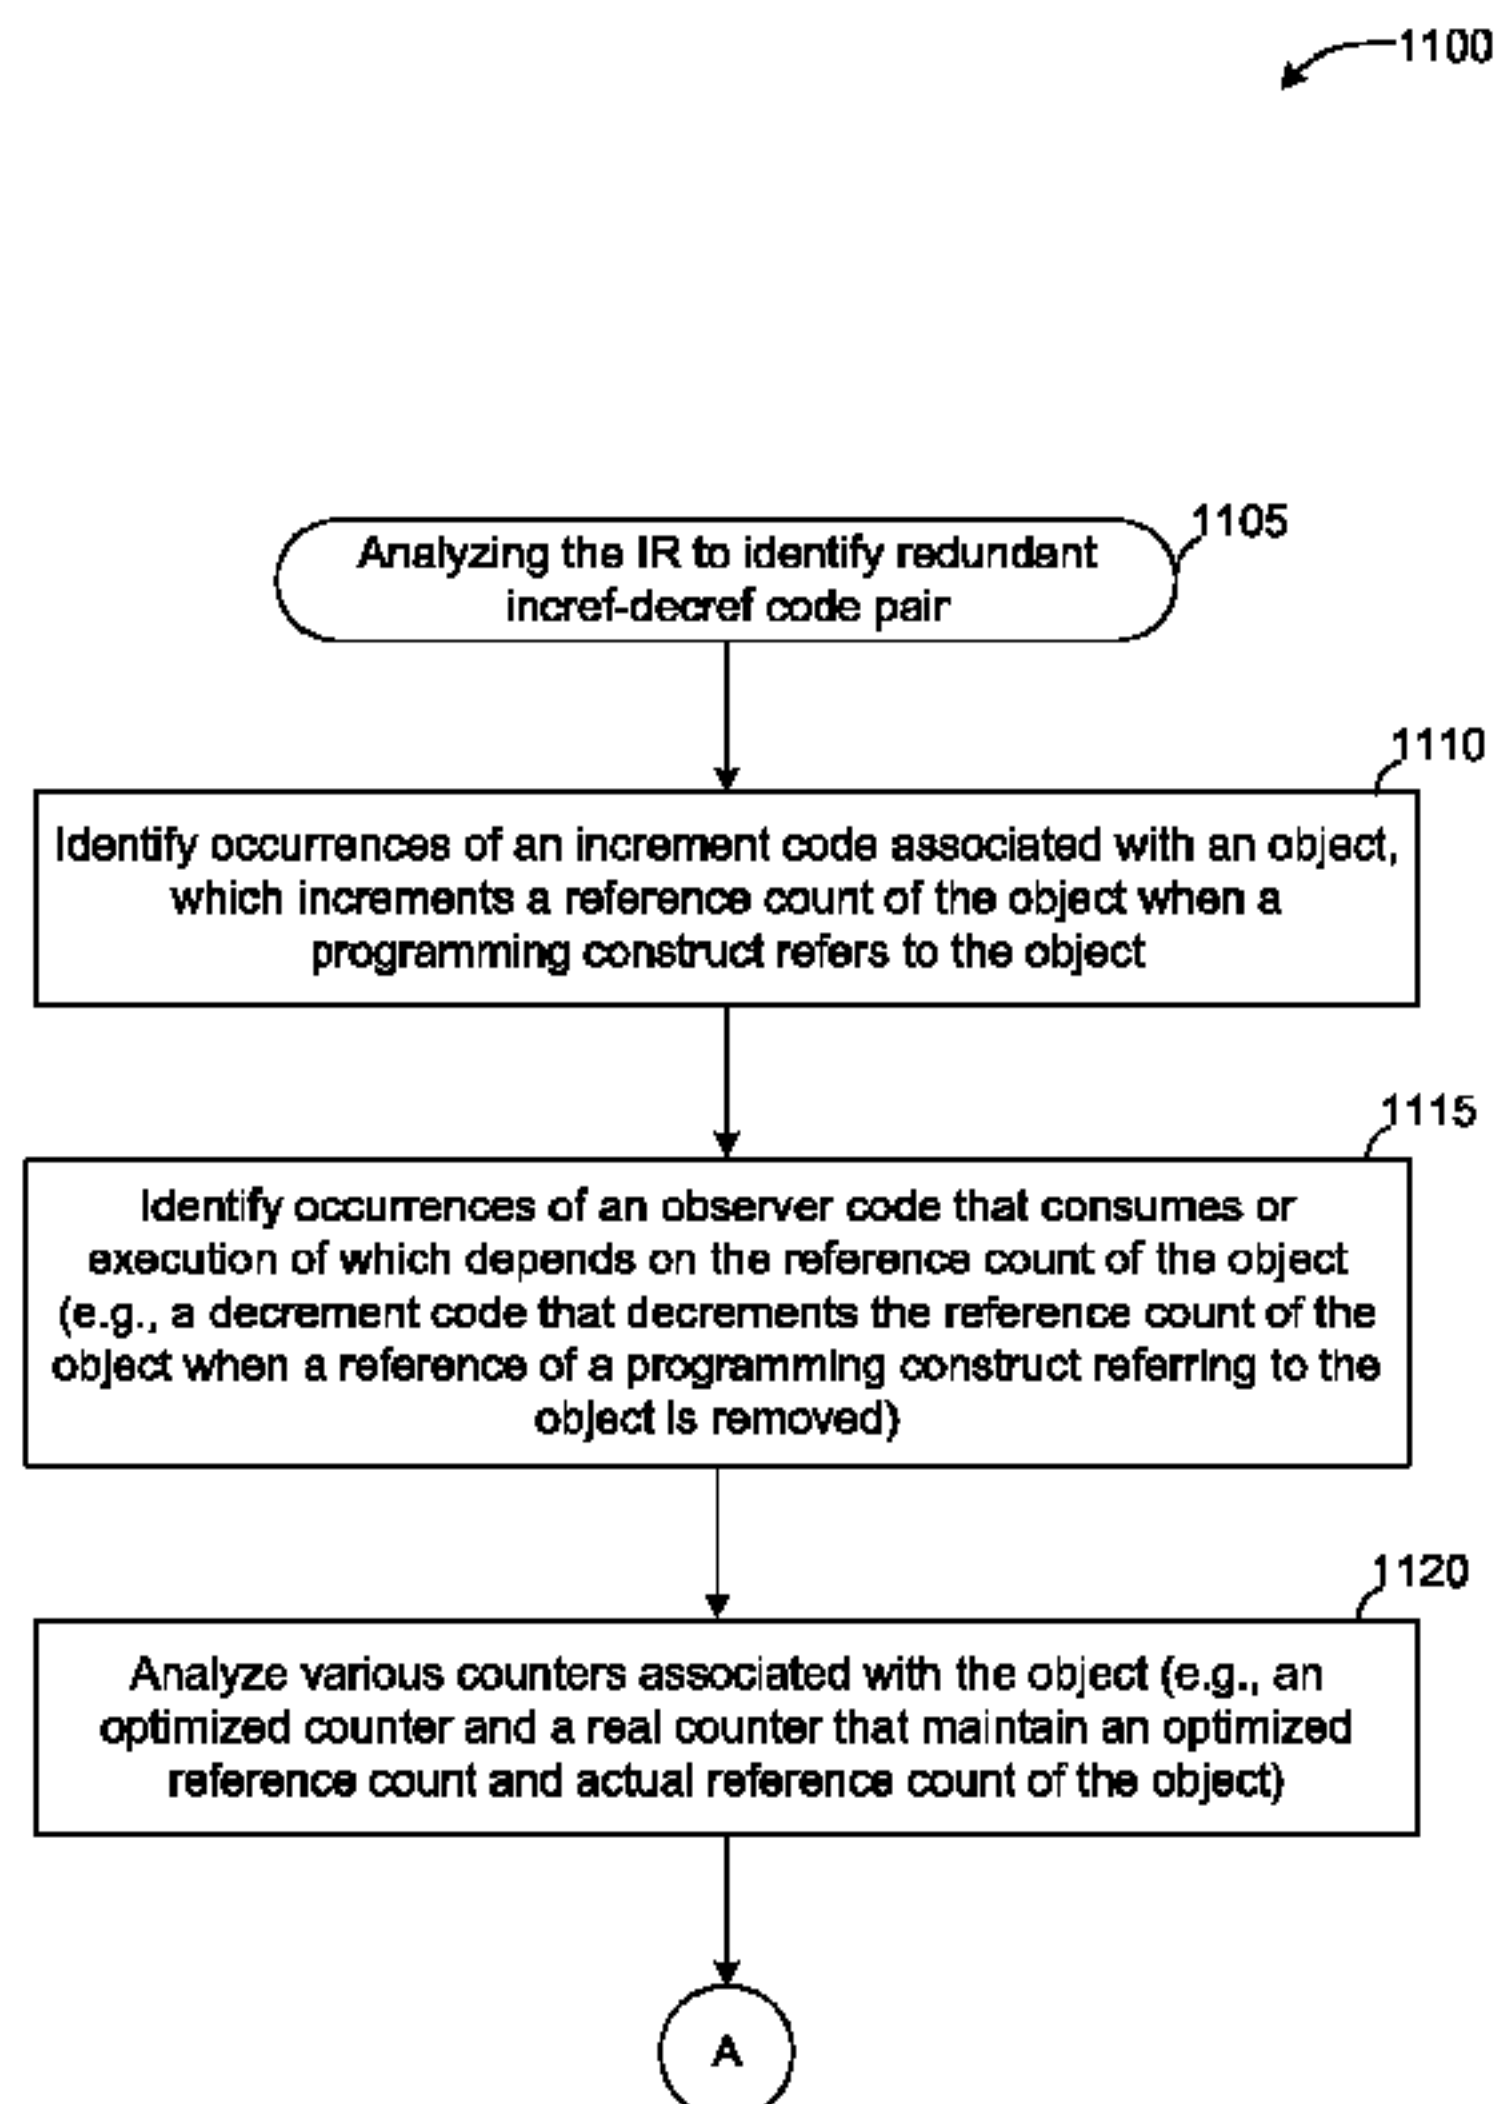 1100
1105
Analyzing the IR to identify redundant
incref-decref code pair
1110
Identify occurrences of an increment code associated with an object,
which increments a reference count of the object when a
programming construct refers to the object
1115
Identify occurrences of an observer code that consumes or
execution of which depends on the reference count of the object
(e.g., a decrement code that decrements the reference count of the
object when a reference of a programming construct referring to the
object is removed)
1120
Analyze various counters associated with the object (e.g., an
optimized counter and a real counter that maintain an optimized
reference count and actual reference count of the object)
A